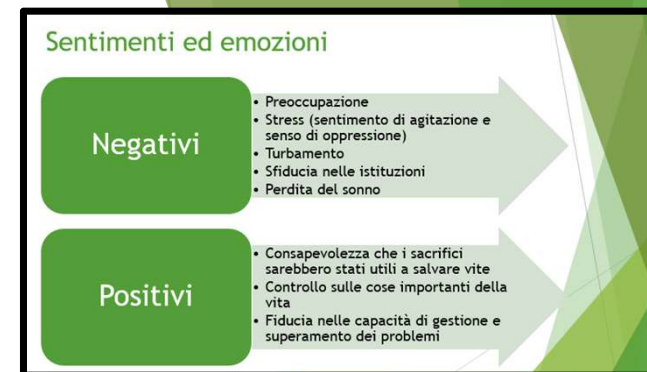 Sentimenti ed emozioni
Negativi
• Preoccupazione
• Stress (sentimento di agitazione e
senso di oppressione)
• Turbamento
• Sfiducia nelle istituzioni
• Perdita del sonno
Positivi
• Consapevolezza che i sacrifici
sarebbero stati utili a salvare vite
• Controllo sulle cose importanti della
vita
• Fiducia nelle capacità di gestione e
superamento dei problemi